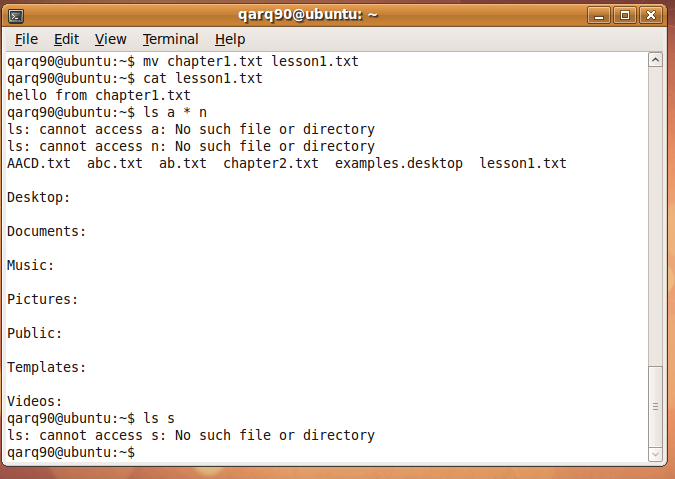 qarq90@ubuntu: ~
File Edit View Terminal Help
qarq90@ubuntu:~$ mv chapter1.txt lesson1.txt
qarq90@ubuntu:~$ cat lesson1.txt
hello from chapter1.txt
qarq90@ubuntu:~$ ls a * n
ls: cannot access a: No such file or directory
ls: cannot access n: No such file or directory
AACD.txt  abc.txt  ab.txt  chapter2.txt  examples.desktop  lesson1.txt
Desktop:
Documents:
Music:
Pictures:
Public:
Templates:
Videos:
qarq90@ubuntu:~$ ls s
ls: cannot access s: No such file or directory
qarq90@ubuntu:~$